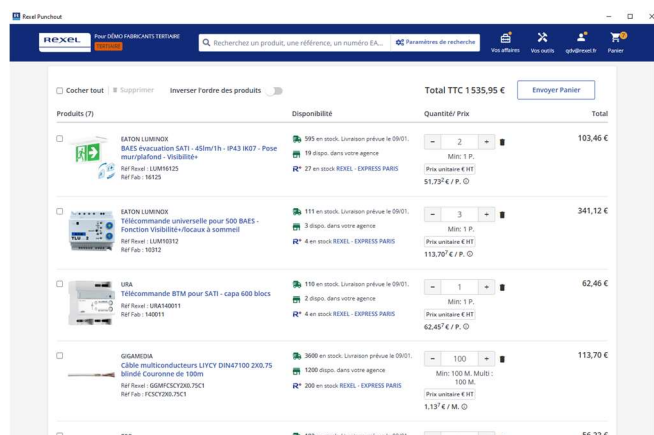 Rexel Punchout
REXEL
Pour DÉMO FABRICANTS TERTIAIRE
TERTIAIRE
Recherchez un produit, une référence, un numéro EA...
Paramètres de recherche
Vos affaires
Vos outils
qdv@rexel.fr
Panier
7
Cocher tout
Supprimer
Inverser l'ordre des produits
Total TTC 1 535,95 €
Envoyer Panier
Produits (7)
Disponibilité
Quantité/ Prix
Total
EATON LUMINOX
BAES évacuation SATI - 45lm/1h - IP43 IK07 - Pose
mur/plafond - Visibilité+
Réf Rexel : LUM16125
Réf Fab : 16125
595 en stock. Livraison prévue le 09/01.
19 dispo. dans votre agence
R* 27 en stock REXEL - EXPRESS PARIS
- 2 +
Min: 1 P.
Prix unitaire € HT
51,73² € / P.
103,46 €
EATON LUMINOX
Télécommande universelle pour 500 BAES -
Fonction Visibilité+/locaux à sommeil
Réf Rexel : LUM10312
Réf Fab : 10312
111 en stock. Livraison prévue le 09/01.
3 dispo. dans votre agence
R* 4 en stock REXEL - EXPRESS PARIS
- 3 +
Min: 1 P.
Prix unitaire € HT
113,70⁷ € / P.
341,12 €
URA
Télécommande BTM pour SATI - capa 600 blocs
Réf Rexel : URA140011
Réf Fab : 140011
110 en stock. Livraison prévue le 09/01.
2 dispo. dans votre agence
R* 4 en stock REXEL - EXPRESS PARIS
- 1 +
Min: 1 P.
Prix unitaire € HT
62,45⁷ € / P.
62,46 €
GIGAMEDIA
Câble multiconducteurs LIYCY DIN47100 2X0.75
blindé Couronne de 100m
Réf Rexel : GGMFCSCY2X0.75C1
Réf Fab : FCSCY2X0.75C1
3600 en stock. Livraison prévue le 09/01.
1200 dispo. dans votre agence
R* 200 en stock REXEL - EXPRESS PARIS
- 100 +
Min: 100 M. Multi :
100 M.
Prix unitaire € HT
1,13⁷ € / M.
113,70 €